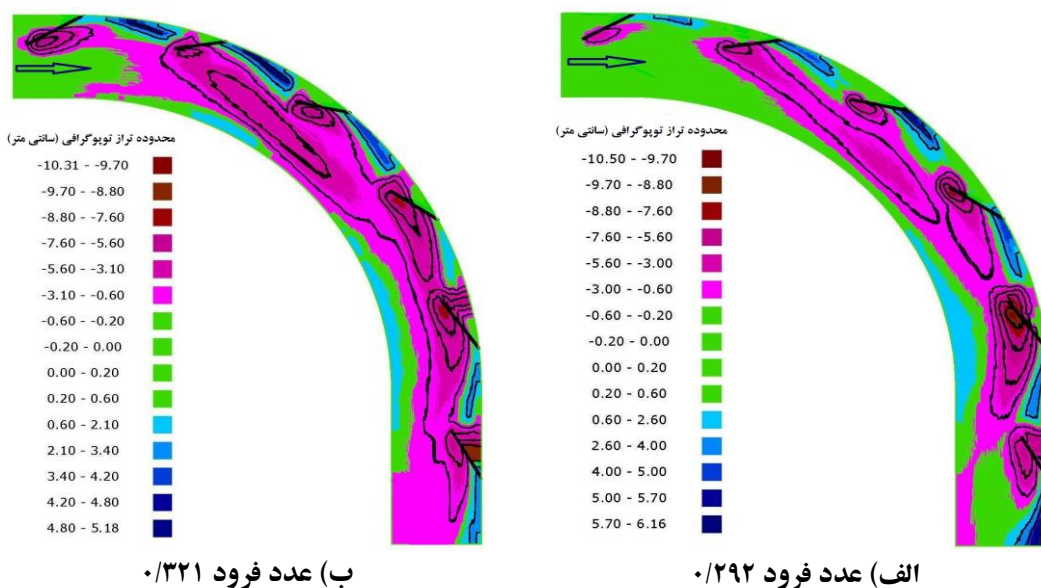 محدوده تراز توپوگرافی (سانتی متر)
-10.50 - -9.70
-9.70 - -8.80
-8.80 - -7.60
-7.60 - -5.60
-5.60 - -3.00
-3.00 - -0.60
-0.60 - -0.20
-0.20 - 0.00
0.00 - 0.20
0.20 - 0.60
0.60 - 2.60
2.60 - 4.00
4.00 - 5.00
5.00 - 5.70
5.70 - 6.16
الف) عدد فرود ۰/۲۹۲
محدوده تراز توپوگرافی (سانتی متر)
-10.31 - -9.70
-9.70 - -8.80
-8.80 - -7.60
-7.60 - -5.60
-5.60 - -3.10
-3.10 - -0.60
-0.60 - -0.20
-0.20 - 0.00
0.00 - 0.20
0.20 - 0.60
0.60 - 2.10
2.10 - 3.40
3.40 - 4.20
4.20 - 4.80
4.80 - 5.18
ب) عدد فرود ۰/۳۲۱